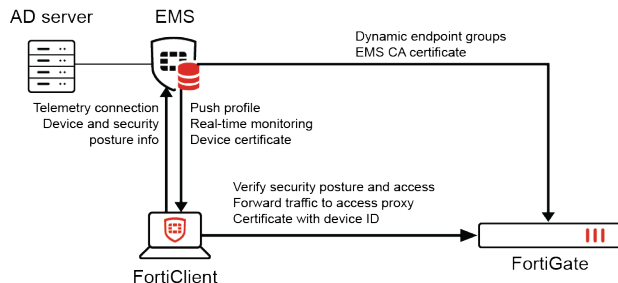 AD server
EMS
Dynamic endpoint groups
EMS CA certificate
Telemetry connection
Device and security
posture info
Push profile
Real-time monitoring
Device certificate
Verify security posture and access
Forward traffic to access proxy
Certificate with device ID
FortiClient
FortiGate